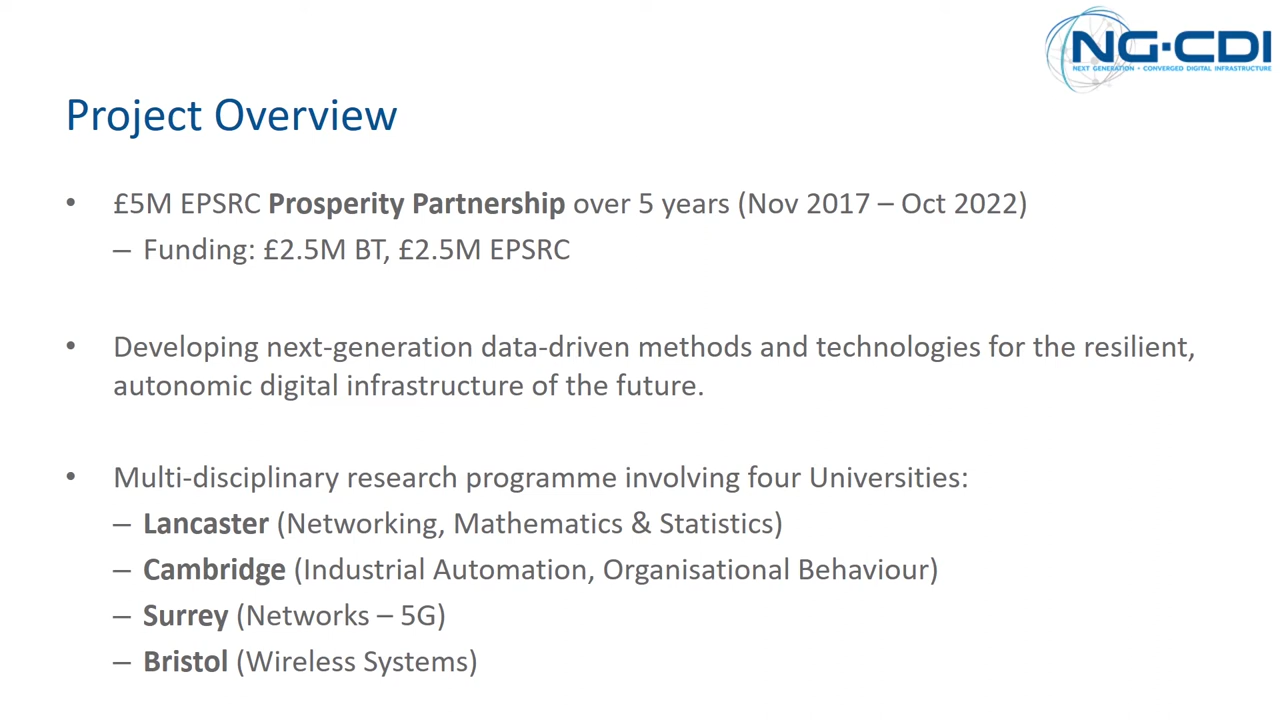 NG·CDI
NEXT GENERATION • CONVERGED DIGITAL INFRASTRUCTURE
Project Overview
• £5M EPSRC Prosperity Partnership over 5 years (Nov 2017 – Oct 2022)
– Funding: £2.5M BT, £2.5M EPSRC
• Developing next-generation data-driven methods and technologies for the resilient,
autonomic digital infrastructure of the future.
• Multi-disciplinary research programme involving four Universities:
– Lancaster (Networking, Mathematics & Statistics)
– Cambridge (Industrial Automation, Organisational Behaviour)
– Surrey (Networks – 5G)
– Bristol (Wireless Systems)